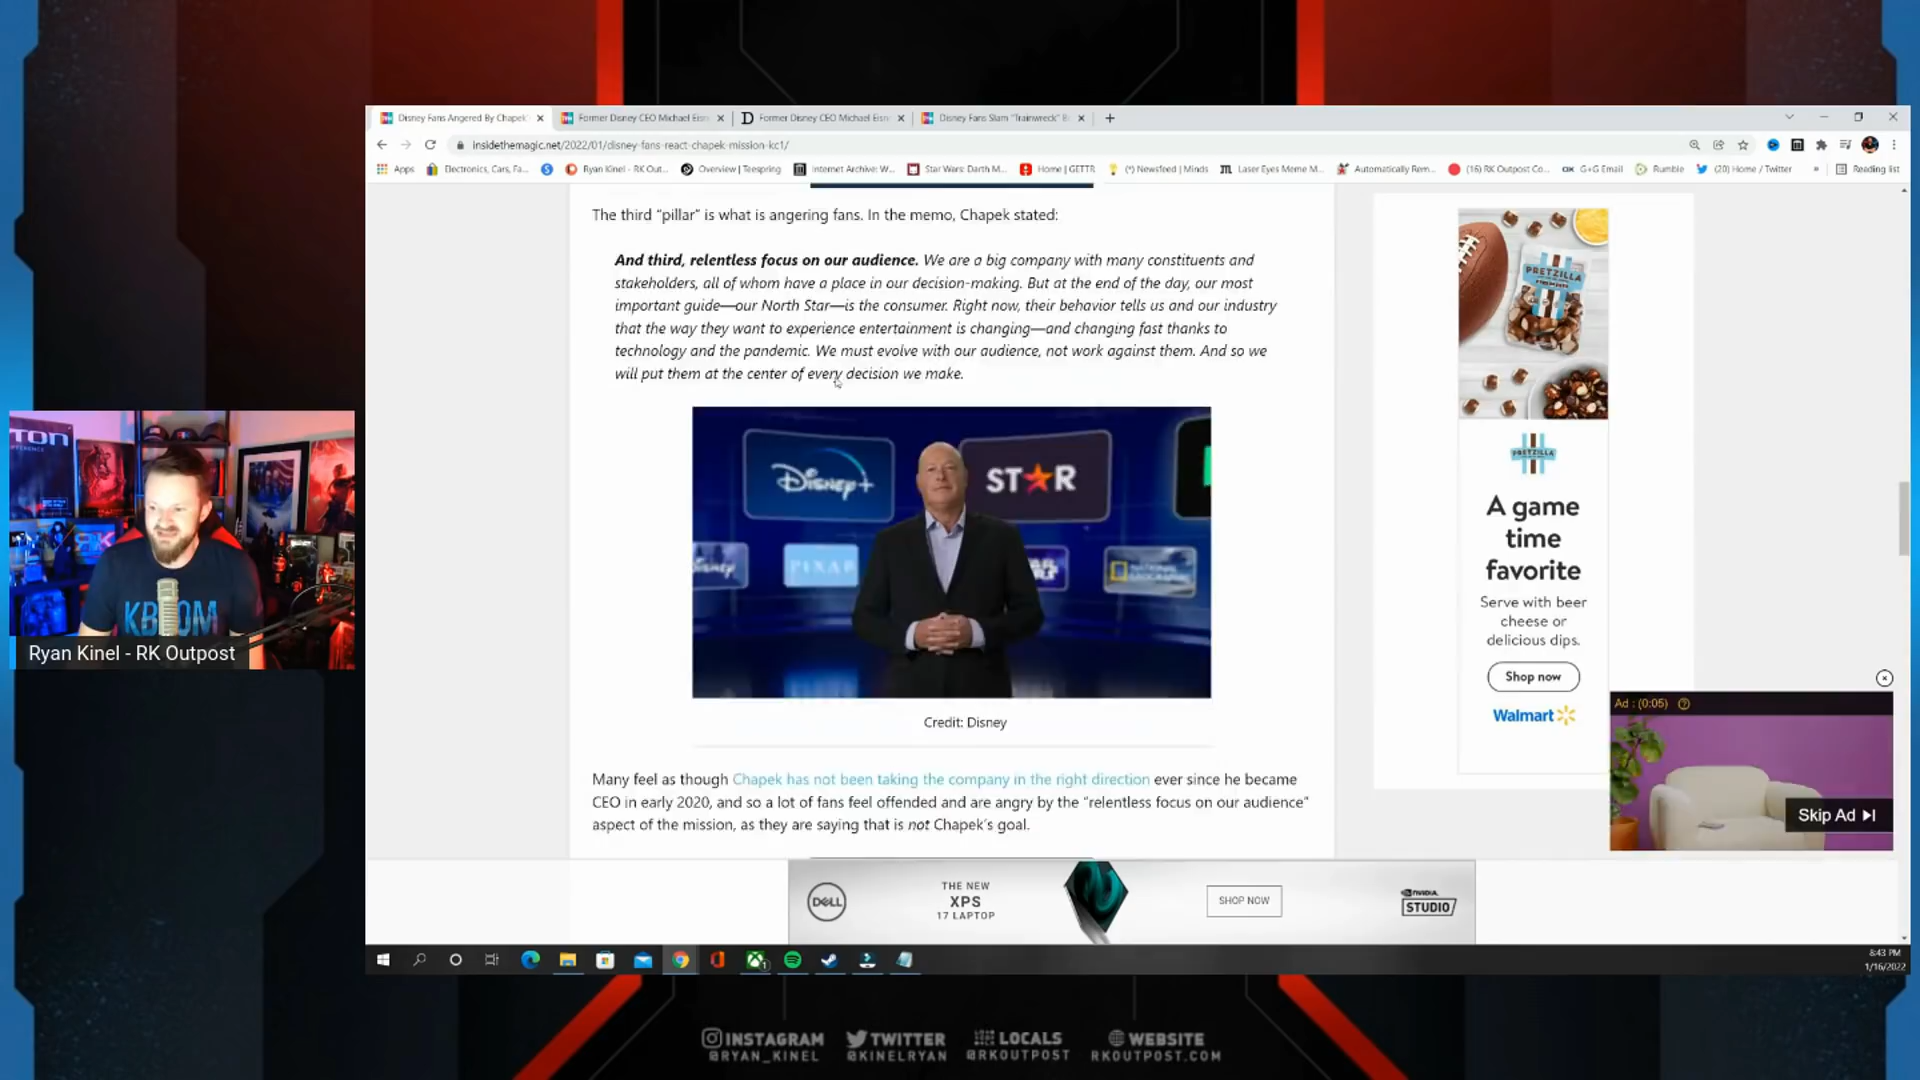 Disney Fans Angered By Chapek'
Former Disney CEO Michael Eisn
Former Disney CEO Michael Eisn
Disney Fans Slam "Trainwreck" B
insidethemagic.net/2022/01/disney-fans-react-chapek-mission-kc1/
Apps
Electronics, Cars, Fa...
Ryan Kinel - RK Out...
Overview | Teespring
Internet Archive: W...
Star Wars: Darth M...
Home | GETTR
(*) Newsfeed | Minds
Laser Eyes Meme M...
Automatically Rem...
(16) RK Outpost Co...
G+G Email
Rumble
(20) Home / Twitter
»
Reading list
The third “pillar” is what is angering fans. In the memo, Chapek stated:
And third, relentless focus on our audience. We are a big company with many constituents and
stakeholders, all of whom have a place in our decision-making. But at the end of the day, our most
important guide—our North Star—is the consumer. Right now, their behavior tells us and our industry
that the way they want to experience entertainment is changing—and changing fast thanks to
technology and the pandemic. We must evolve with our audience, not work against them. And so we
will put them at the center of every decision we make.
Disney+
STAR
Disney
PIXAR
NATIONAL
GEOGRAPHIC
Credit: Disney
Many feel as though Chapek has not been taking the company in the right direction ever since he became
CEO in early 2020, and so a lot of fans feel offended and are angry by the “relentless focus on our audience”
aspect of the mission, as they are saying that is not Chapek’s goal.
PRETZILLA
PRETZILLA
A game
time
favorite
Serve with beer
cheese or
delicious dips.
Shop now
Walmart
Ad : (0:05)
Skip Ad
DELL
THE NEW
XPS
17 LAPTOP
SHOP NOW
NVIDIA.
STUDIO
8:43 PM
1/16/2022
TON
RK
KBOOM
Ryan Kinel - RK Outpost
INSTAGRAM
@RYAN_KINEL
TWITTER
@KINELRYAN
LOCALS
@RKOUTPOST
WEBSITE
RKOUTPOST.COM